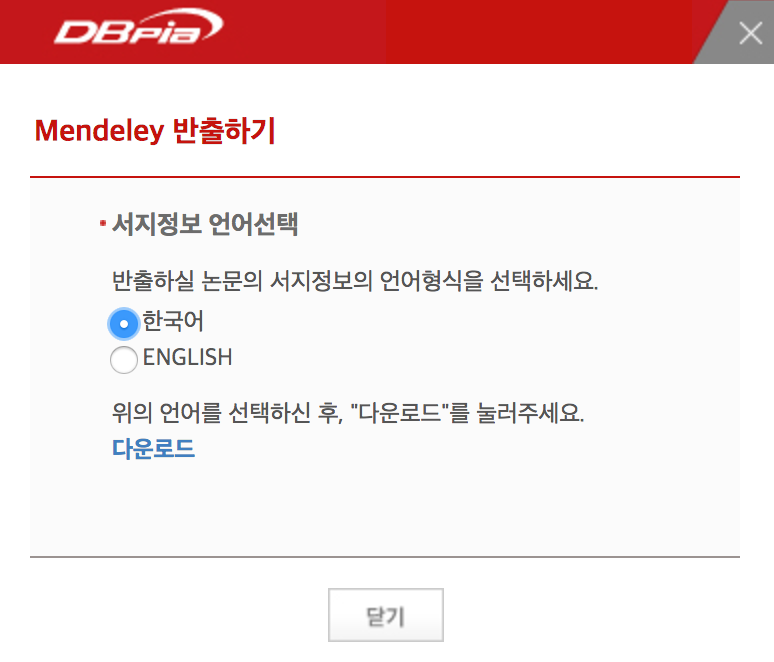 DBpia
Mendeley 반출하기
서지정보 언어선택
반출하실 논문의 서지정보의 언어형식을 선택하세요.
한국어
ENGLISH
위의 언어를 선택하신 후, "다운로드"를 눌러주세요.
다운로드
닫기